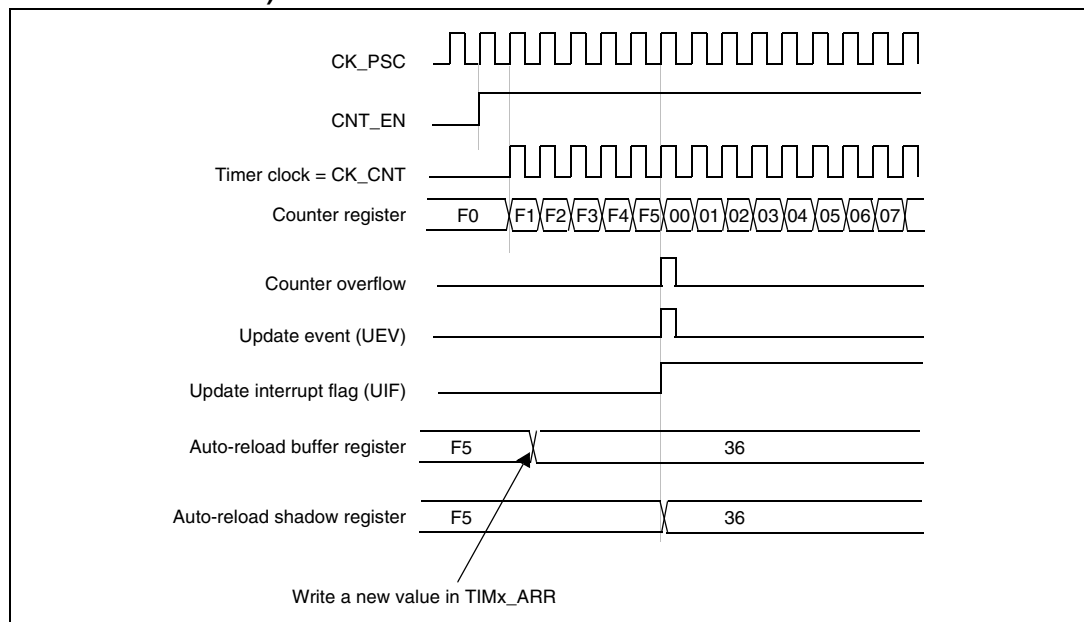 CK_PSC
CNT_EN
Timer clock = CK_CNT
Counter register F0 F1 F2 F3 F4 F5 00 01 02 03 04 05 06 07
Counter overflow
Update event (UEV)
Update interrupt flag (UIF)
Auto-reload buffer register F5 36
Auto-reload shadow register F5 36
Write a new value in TIMx_ARR